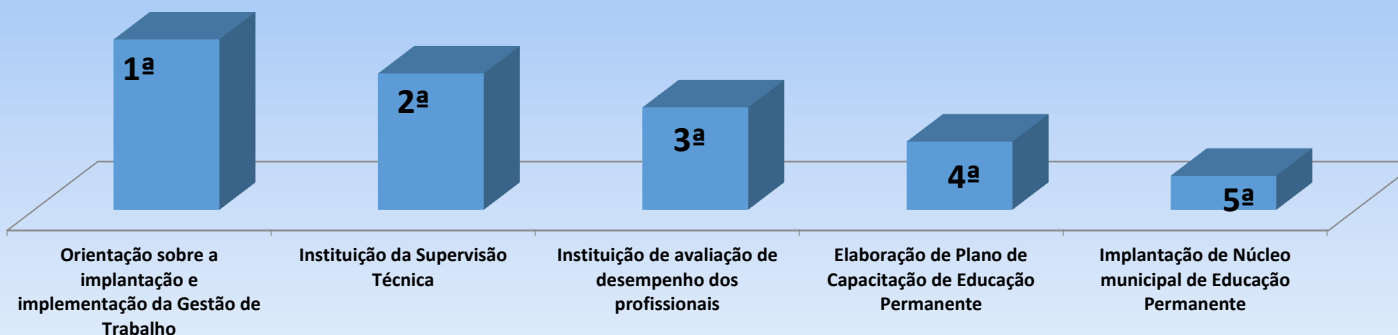 1ª
2ª
3ª
4ª
5ª
Orientação sobre a
implantação e
implementação da Gestão de
Trabalho
Instituição da Supervisão
Técnica
Instituição de avaliação de
desempenho dos
profissionais
Elaboração de Plano de
Capacitação de Educação
Permanente
Implantação de Núcleo
municipal de Educação
Permanente